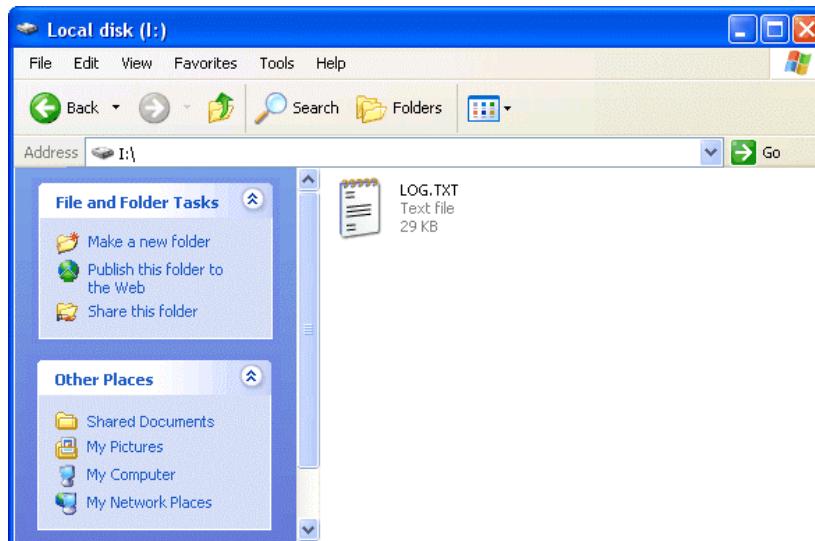 Local disk (I:)
File Edit View Favorites Tools Help
Back Search Folders
Address I:\ Go
File and Folder Tasks
Make a new folder
Publish this folder to
the Web
Share this folder
Other Places
Shared Documents
My Pictures
My Computer
My Network Places
LOG.TXT
Text file
29 KB